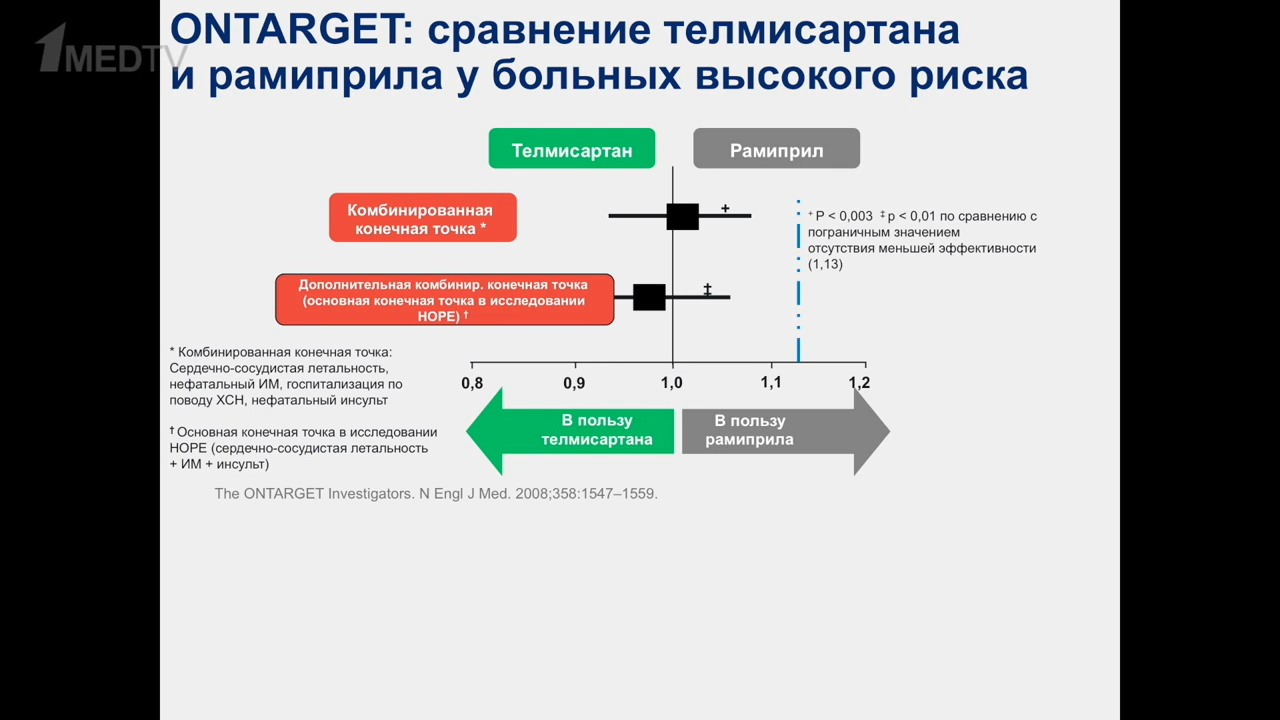 1MEDTV
ONTARGET: сравнение телмисартана
и рамиприла у больных высокого риска
Телмисартан
Рамиприл
Комбинированная
конечная точка *
+
+ P < 0,003 ‡ p < 0,01 по сравнению с
пограничным значением
отсутствия меньшей эффективности
(1,13)
Дополнительная комбинир. конечная точка
(основная конечная точка в исследовании
HOPE) †
‡
* Комбинированная конечная точка:
Сердечно-сосудистая летальность,
нефатальный ИМ, госпитализация по
поводу ХСН, нефатальный инсульт
0,8 0,9 1,0 1,1 1,2
В пользу
телмисартана
В пользу
рамиприла
† Основная конечная точка в исследовании
HOPE (сердечно-сосудистая летальность
+ ИМ + инсульт)
The ONTARGET Investigators. N Engl J Med. 2008;358:1547–1559.